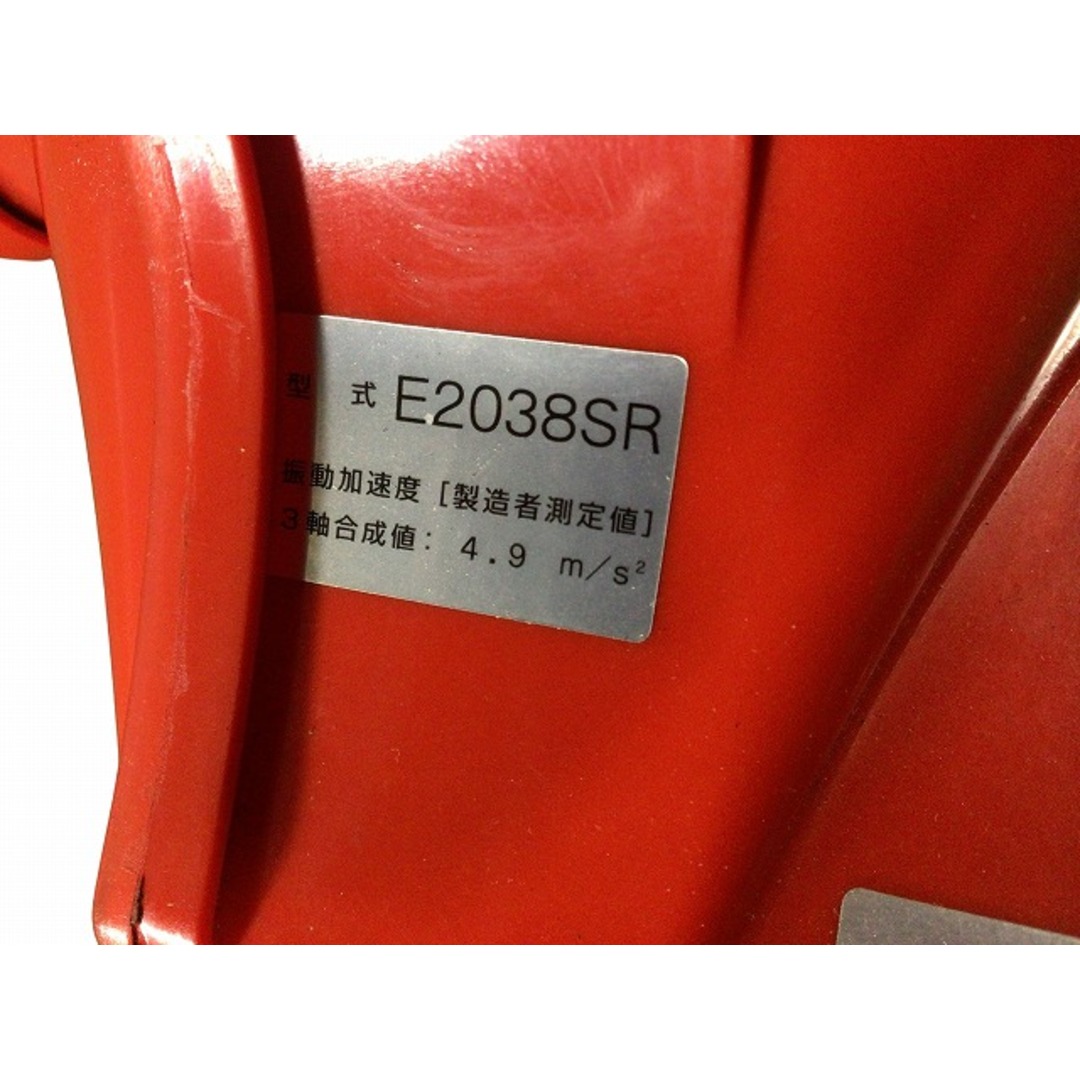 型 式 E2038SR
振動加速度 [製造者測定値]
3軸合成値: 4.9 m/s²